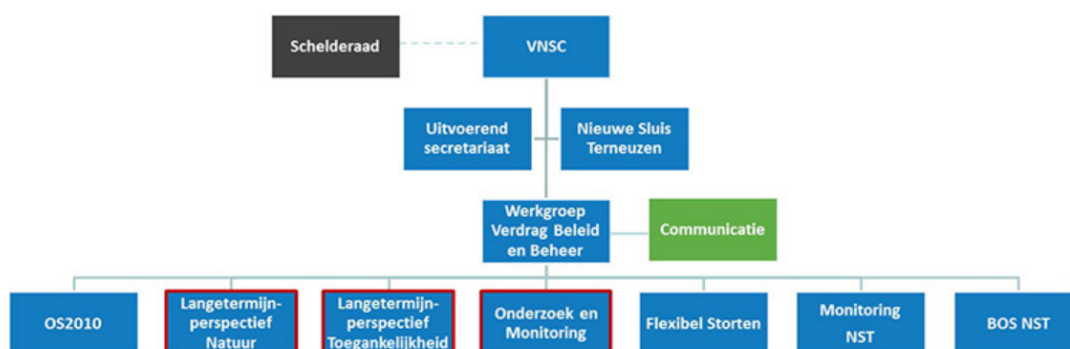 Schelderaad
VNSC
Uitvoerend
secretariaat
Nieuwe Sluis
Terneuzen
Werkgroep
Verdrag Beleid
en Beheer
Communicatie
OS2010
Langetermijn-
perspectief
Natuur
Langetermijn-
perspectief
Toegankelijkheid
Onderzoek en
Monitoring
Flexibel Storten
Monitoring
NST
BOS NST